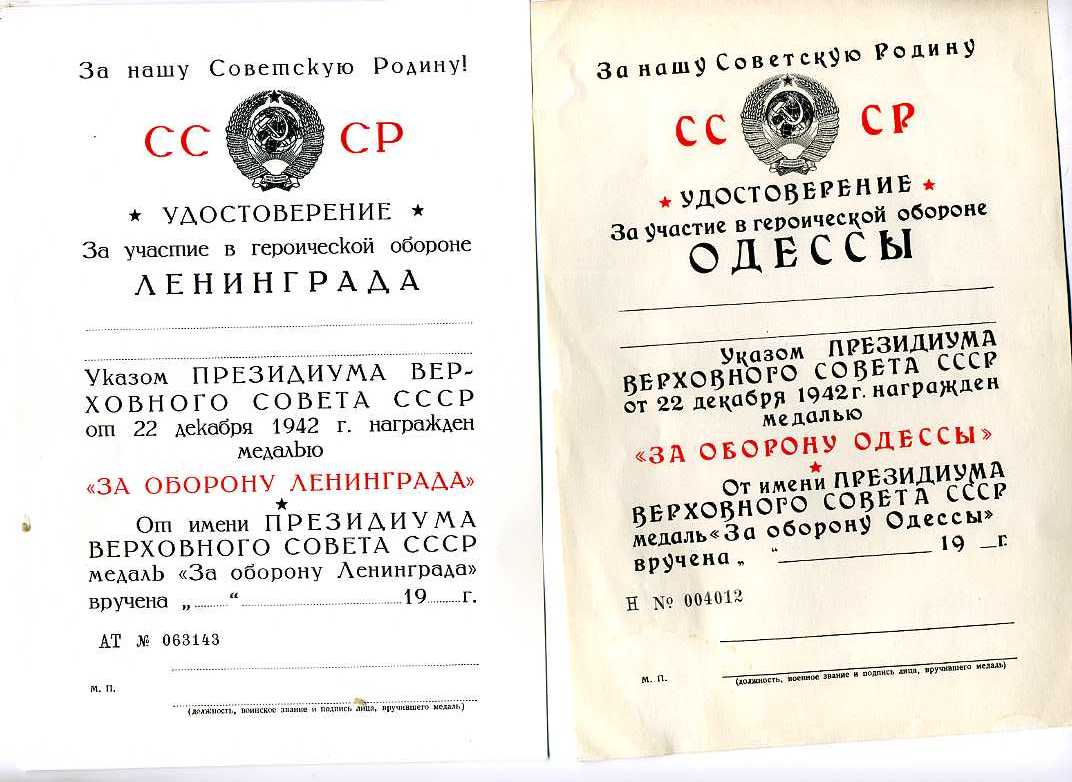 За нашу Советскую Родину!
СС СР
★ УДОСТОВЕРЕНИЕ ★
За участие в героической обороне
ЛЕНИНГРАДА
Указом ПРЕЗИДИУМА ВЕР-
ХОВНОГО СОВЕТА СССР
от 22 декабря 1942 г. награжден
медалью
«ЗА ОБОРОНУ ЛЕНИНГРАДА»
★
От имени ПРЕЗИДИУМА
ВЕРХОВНОГО СОВЕТА СССР
медаль «За оборону Ленинграда»
вручена „.........“ ........................................ 19.........г.
АТ № 063143
м. п.
(должность, воинское звание и подпись лица, вручившего медаль)
За нашу Советскую Родину
СС СР
★ УДОСТОВЕРЕНИЕ ★
За участие в героической обороне
ОДЕССЫ
Указом ПРЕЗИДИУМА
ВЕРХОВНОГО СОВЕТА СССР
от 22 декабря 1942 г. награжден
медалью
«ЗА ОБОРОНУ ОДЕССЫ»
★
От имени ПРЕЗИДИУМА
ВЕРХОВНОГО СОВЕТА СССР
медаль «За оборону Одессы»
вручена „ “ ____________ 19 __г.
Н № 004012
м. п.
(должность, военное звание и подпись лица, вручившего медаль)